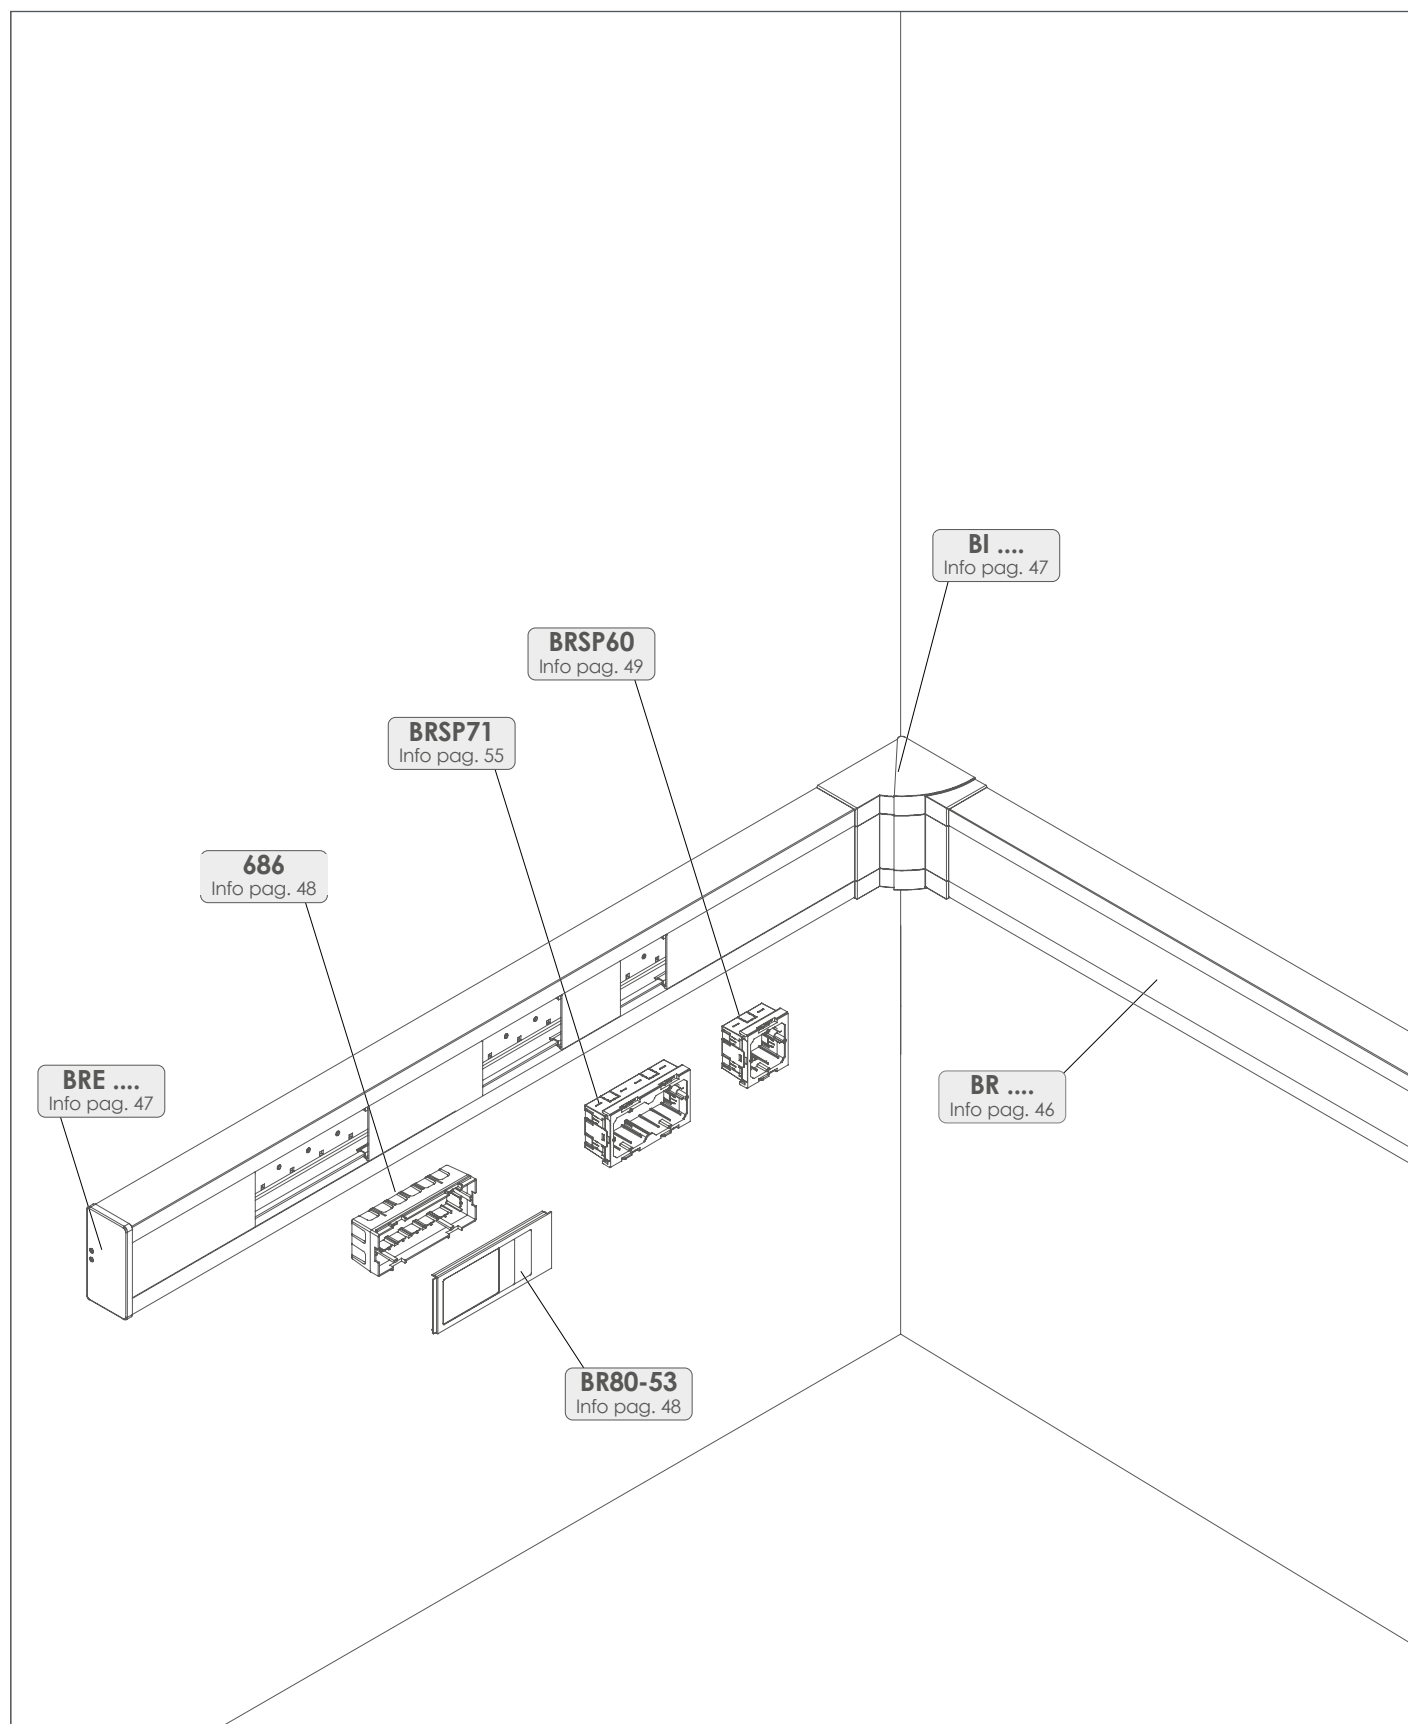 BI ....
Info pag. 47
BRSP60
Info pag. 49
BRSP71
Info pag. 55
686
Info pag. 48
BRE ....
Info pag. 47
BR ....
Info pag. 46
BR80-53
Info pag. 48